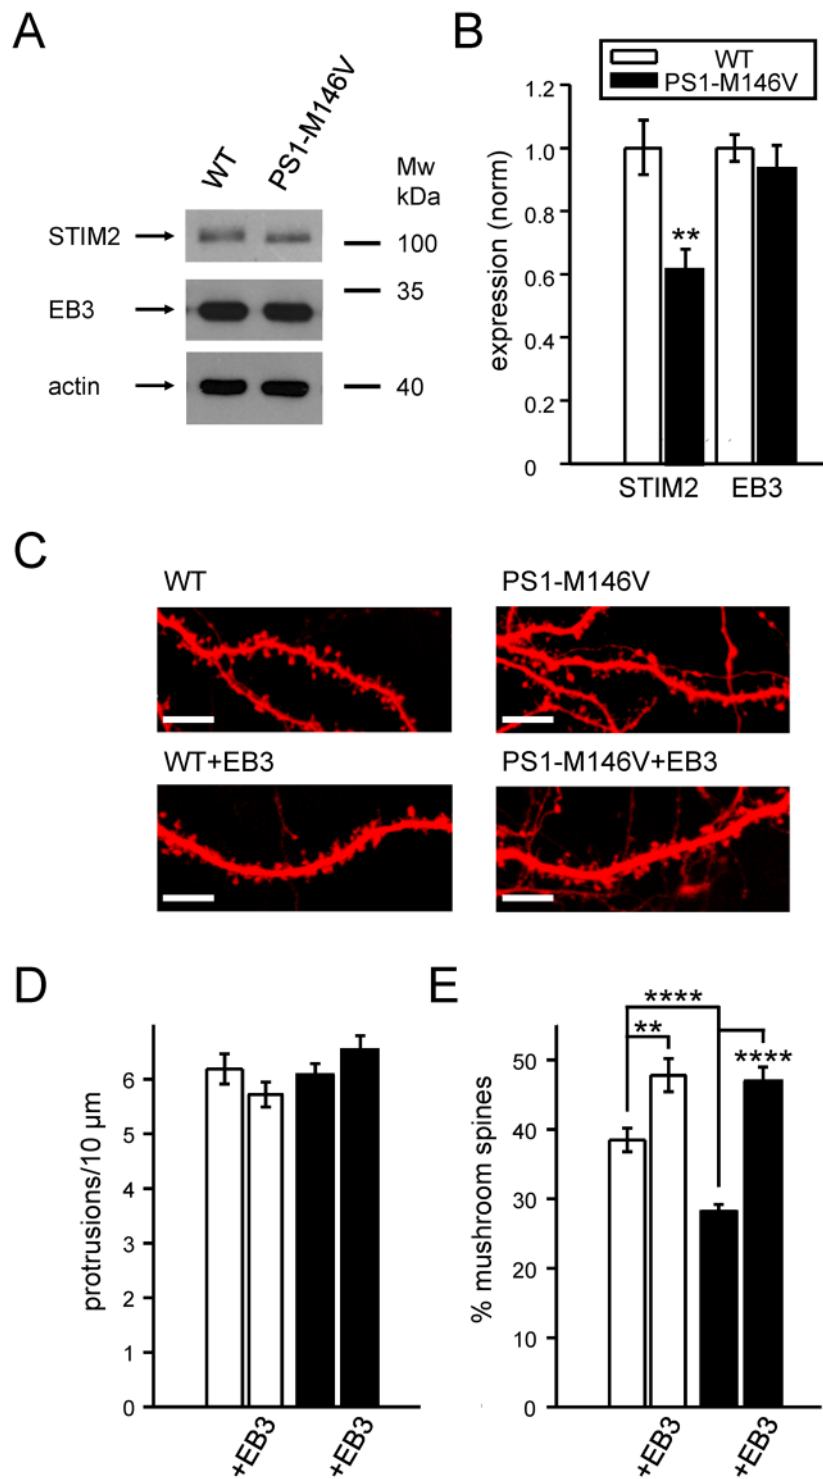 A
WT
PS1-M146V
Mw
kDa
STIM2
100
EB3
35
actin
40
B
WT
PS1-M146V
expression (norm)
1.2
1.0
0.8
0.6
0.4
0.2
0
**
STIM2 EB3
C
WT
PS1-M146V
WT+EB3
PS1-M146V+EB3
D
protrusions/10 µm
6
5
6
3
2
1
0
+EB3
+EB3
E
% mushroom spines
50
40
30
20
10
0
****
**
****
+EB3
+EB3